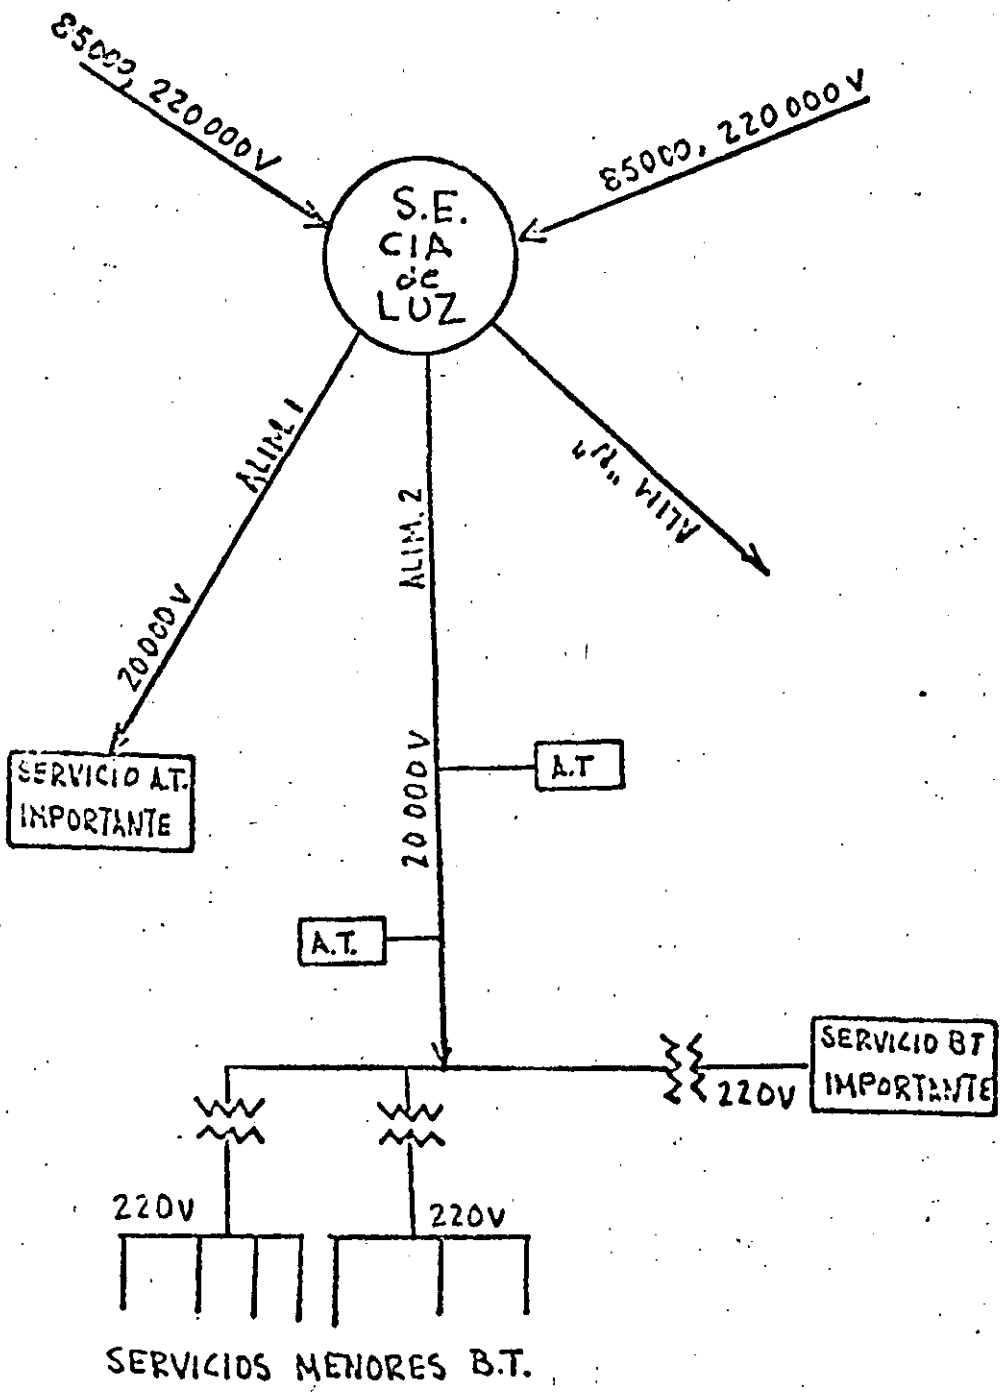 85000, 220000V
85000, 220000V
S.E.
CIA
de
LUZ
ALIM. 1
20000V
ALIM. 2
20000V
ALIM "n"
SERVICIO A.T.
IMPORTANTE
A.T
A.T.
SERVICIO BT
IMPORTANTE
220V
220V
220V
SERVICIOS MENORES B.T.